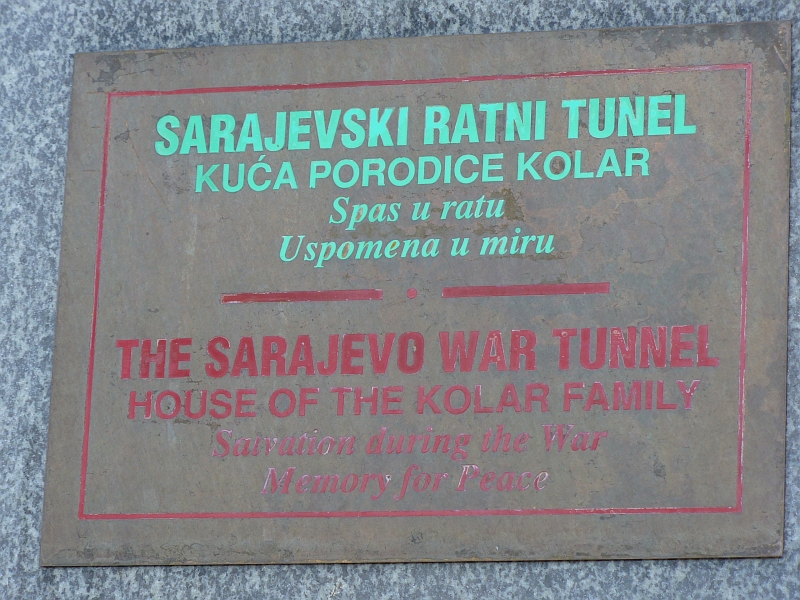 SARAJEVSKI RATNI TUNEL
KUĆA PORODICE KOLAR
Spas u ratu
Uspomena u miru
THE SARAJEVO WAR TUNNEL
HOUSE OF THE KOLAR FAMILY
Salvation during the War
Memory for Peace